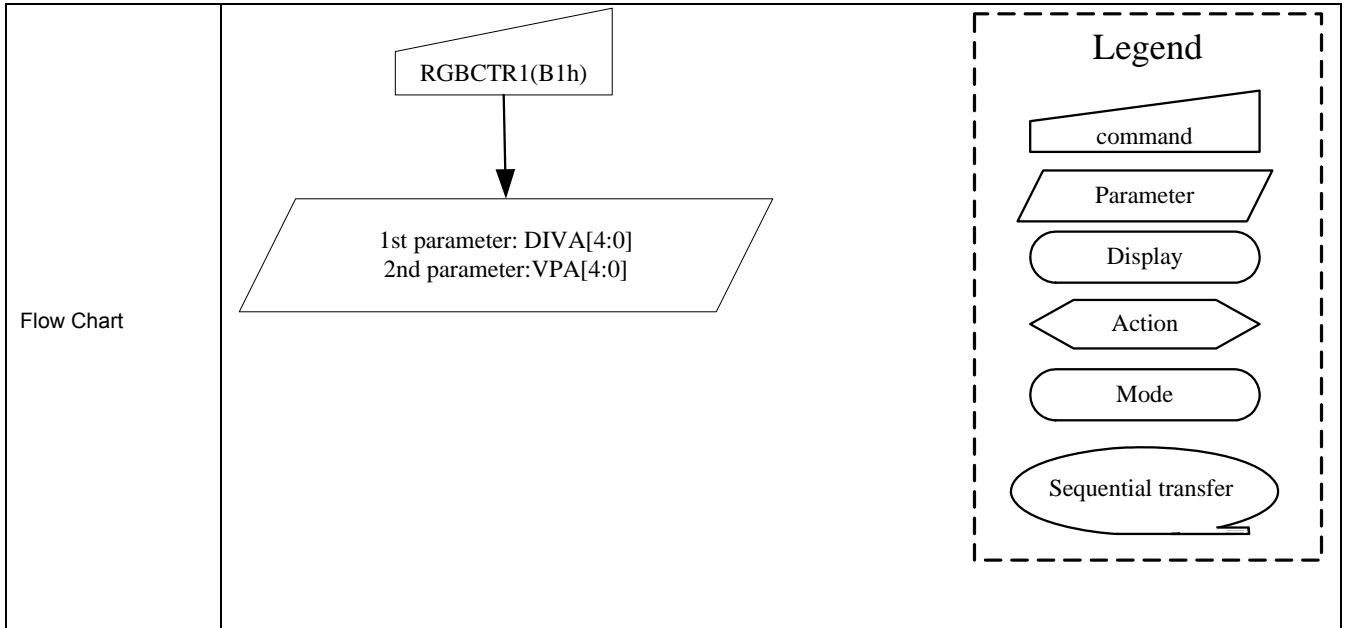 Flow Chart
RGBCTR1(B1h)
1st parameter: DIVA[4:0]
2nd parameter:VPA[4:0]
Legend
command
Parameter
Display
Action
Mode
Sequential transfer